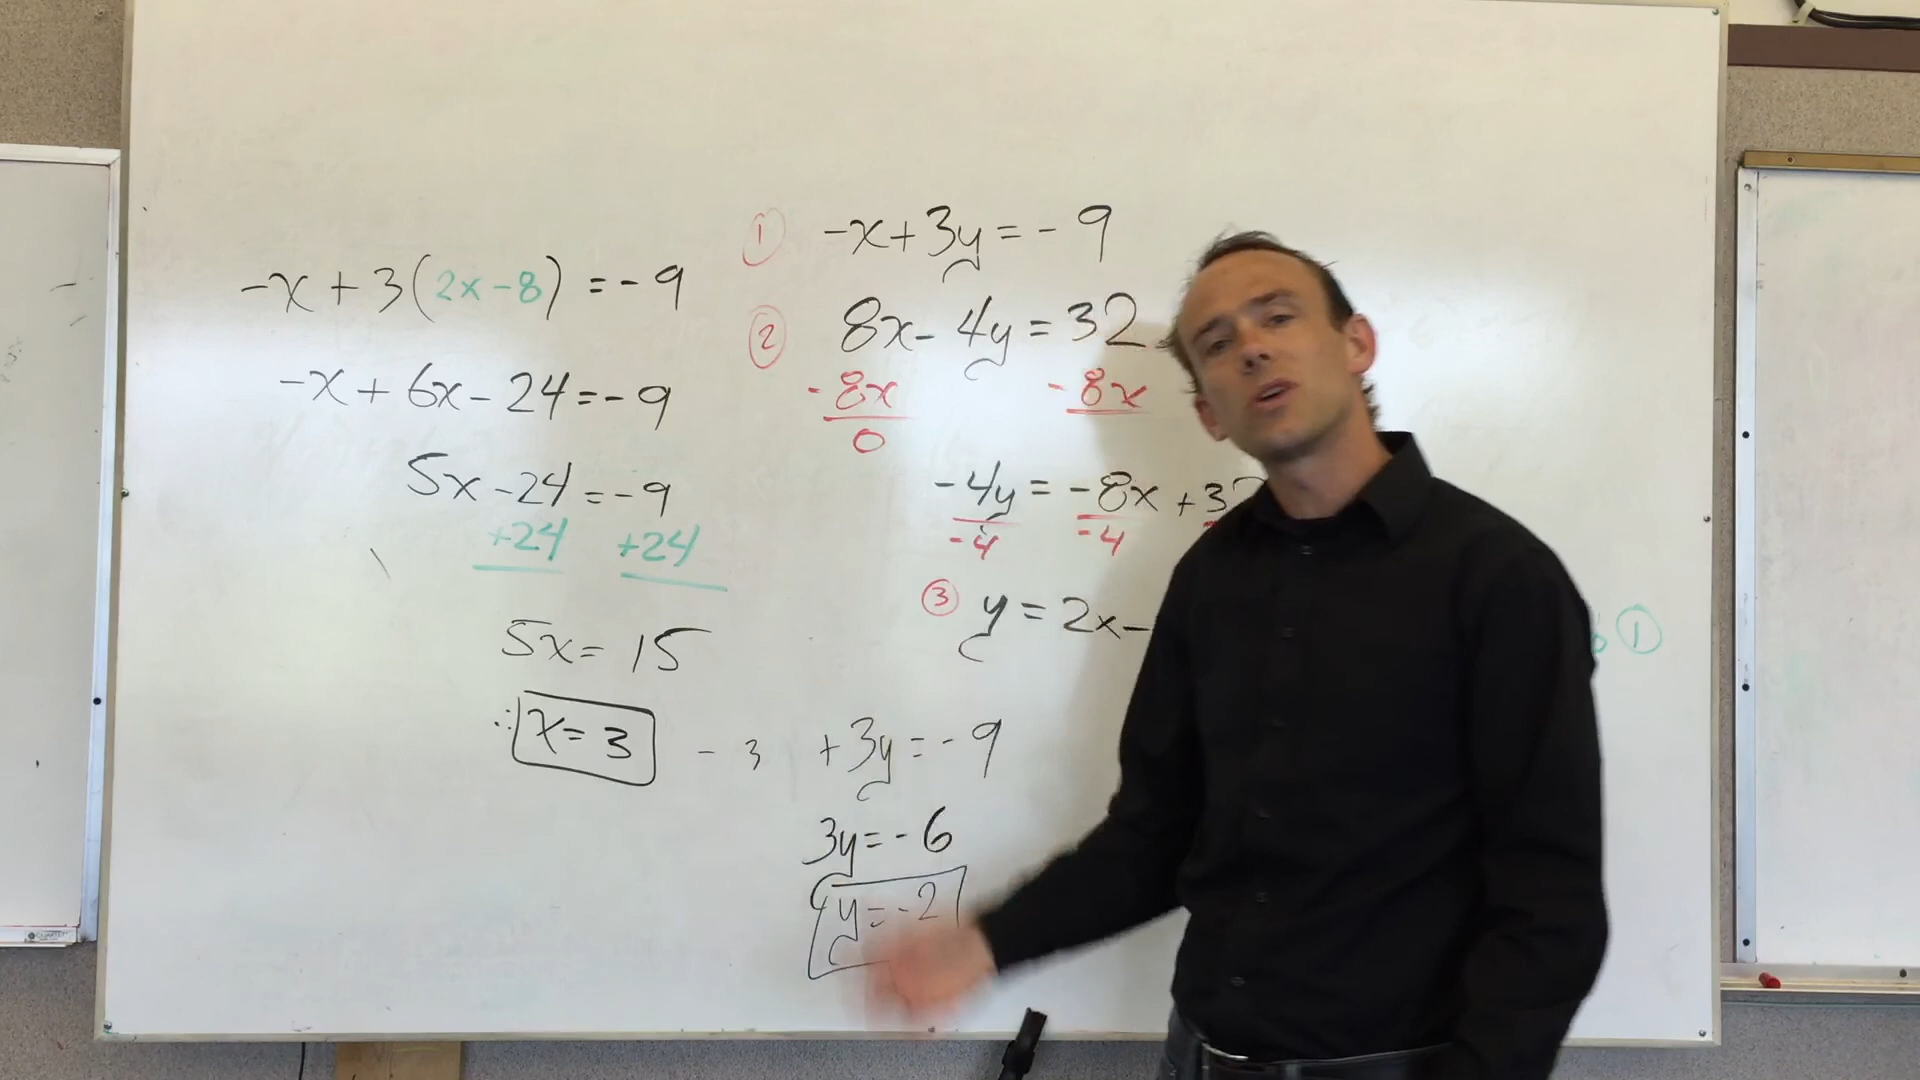 -x + 3(2x-8) = -9
-x + 6x - 24 = -9
5x - 24 = -9
+24 +24
5x = 15
∴ x = 3
① -x + 3y = -9
② 8x - 4y = 32
-8x -8x
0
-4y = -8x + 32
-4 -4
③ y = 2x -
①
-3 + 3y = -9
3y = -6
y = -2